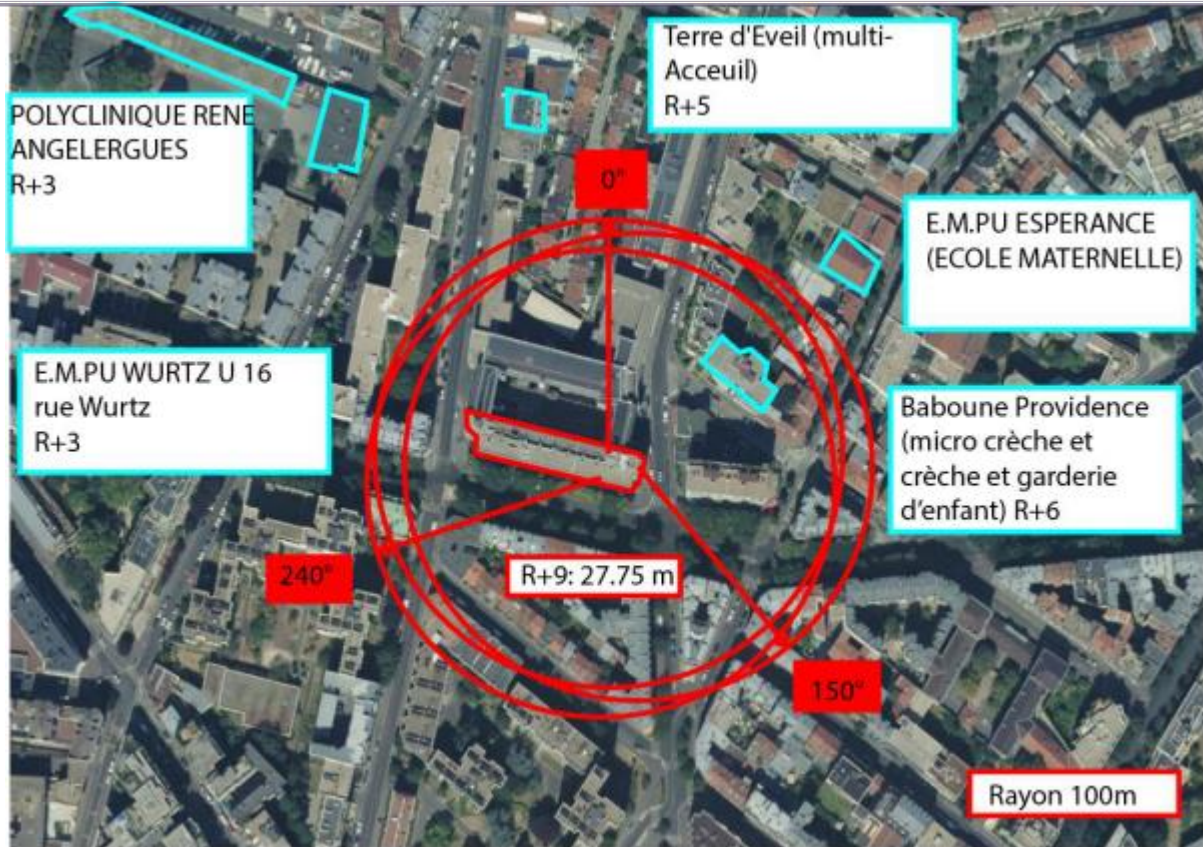 Terre d'Eveil (multi-
Acceuil)
R+5
POLYCLINIQUE RENE
ANGELERGUES
R+3
0°
E.M.PU ESPERANCE
(ECOLE MATERNELLE)
E.M.PU WURTZ U 16
rue Wurtz
R+3
Baboune Providence
(micro crèche et
crèche et garderie
d'enfant) R+6
240°
R+9: 27.75 m
150°
Rayon 100m